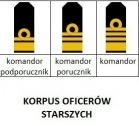 komandor komandor komandor
podporucznik porucznik
KORPUS OFICERÓW
STARSZYCH